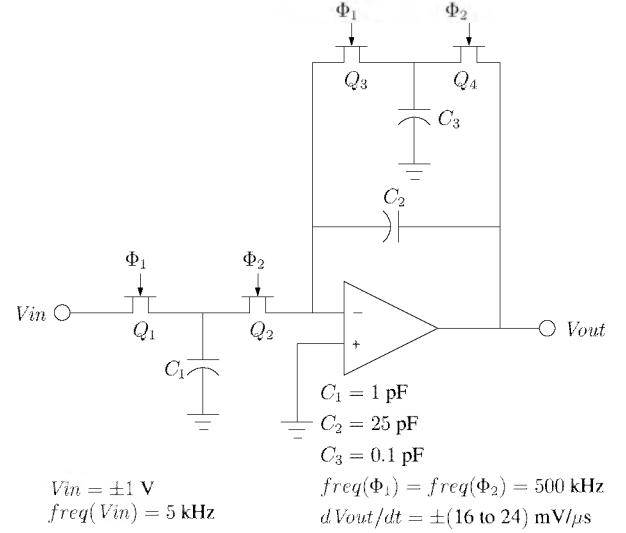 Φ₁ Φ₂
Q₃ Q₄
C₃
C₂
Φ₁ Φ₂
Vin
Q₁ Q₂
−
+
Vout
C₁
C₁ = 1 pF
C₂ = 25 pF
C₃ = 0.1 pF
Vin = ±1 V
freq(Vin) = 5 kHz
freq(Φ₁) = freq(Φ₂) = 500 kHz
dVout/dt = ±(16 to 24) mV/μs